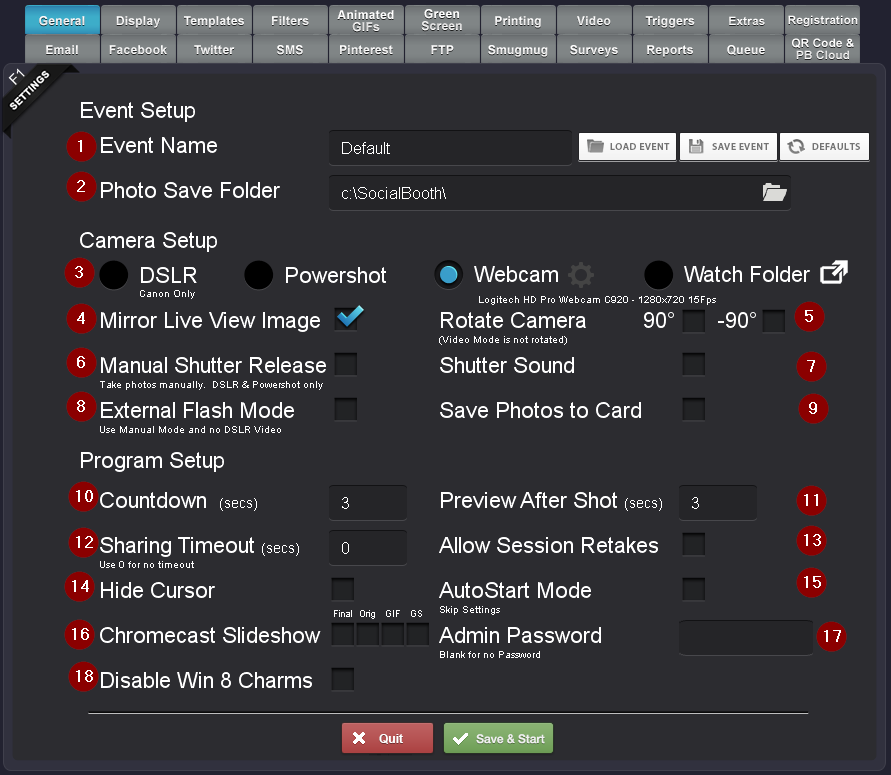 General Display Templates Filters Animated GIFs Green Screen Printing Video Triggers Extras Registration
Email Facebook Twitter SMS Pinterest FTP Smugmug Surveys Reports Queue QR Code & PB Cloud
F1
SETTINGS
Event Setup
1 Event Name Default LOAD EVENT SAVE EVENT DEFAULTS
2 Photo Save Folder c:\SocialBooth\
Camera Setup
3 DSLR Powershot Webcam Watch Folder
Canon Only
Logitech HD Pro Webcam C920 - 1280x720 15Fps
4 Mirror Live View Image Rotate Camera 90° -90° 5
(Video Mode is not rotated)
6 Manual Shutter Release Shutter Sound 7
Take photos manually. DSLR & Powershot only
8 External Flash Mode Save Photos to Card 9
Use Manual Mode and no DSLR Video
Program Setup
10 Countdown (secs) 3 Preview After Shot (secs) 3 11
12 Sharing Timeout (secs) 0 Allow Session Retakes 13
Use 0 for no timeout
14 Hide Cursor AutoStart Mode 15
Skip Settings
Final Orig GIF GS
16 Chromecast Slideshow Admin Password 17
Blank for no Password
18 Disable Win 8 Charms
Quit Save & Start